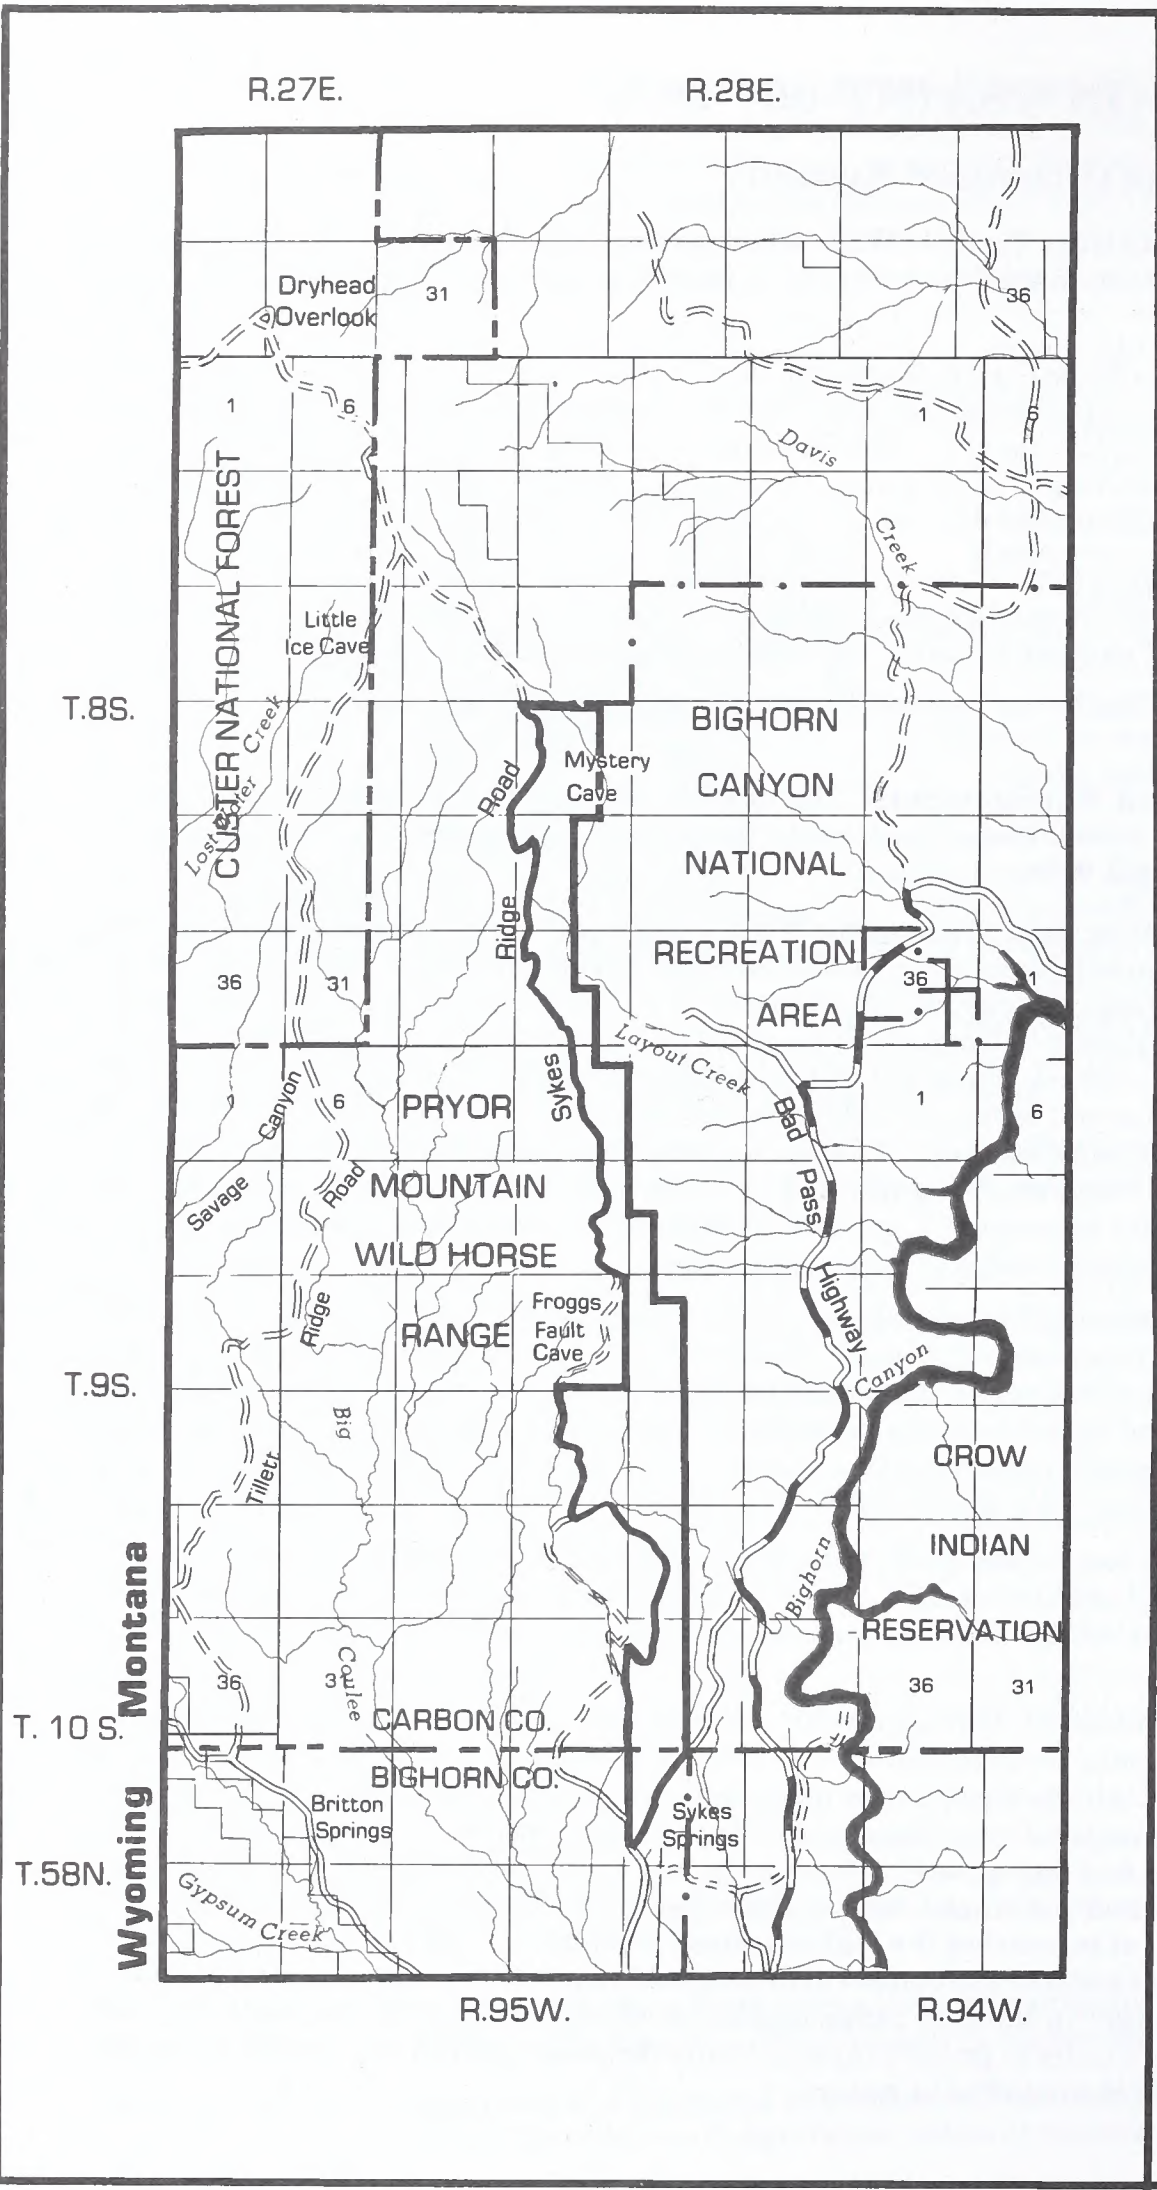 R.27E.
R.28E.
Dryhead
Overlook
31
36
1
6
1
6
Davis
Creek
CUSTER NATIONAL FOREST
Little
Ice Cave
T.8S.
Lost Water Creek
BIGHORN
CANYON
NATIONAL
RECREATION
AREA
Mystery
Cave
Road
Ridge
Sykes
36
31
36
31
Layout Creek
Savage Canyon
6
PRYOR
MOUNTAIN
WILD HORSE
RANGE
1
6
Bad
Pass
Highway
Road
Ridge
Tillett
Froggs
Fault
Cave
T.9S.
Canyon
Bighorn
Big
Coulee
CROW
INDIAN
RESERVATION
36
31
36
31
Montana
T. 10 S.
CARBON CO.
BIGHORN CO.
Wyoming
T.58N.
Britton
Springs
Sykes
Springs
Gypsum Creek
R.95W.
R.94W.